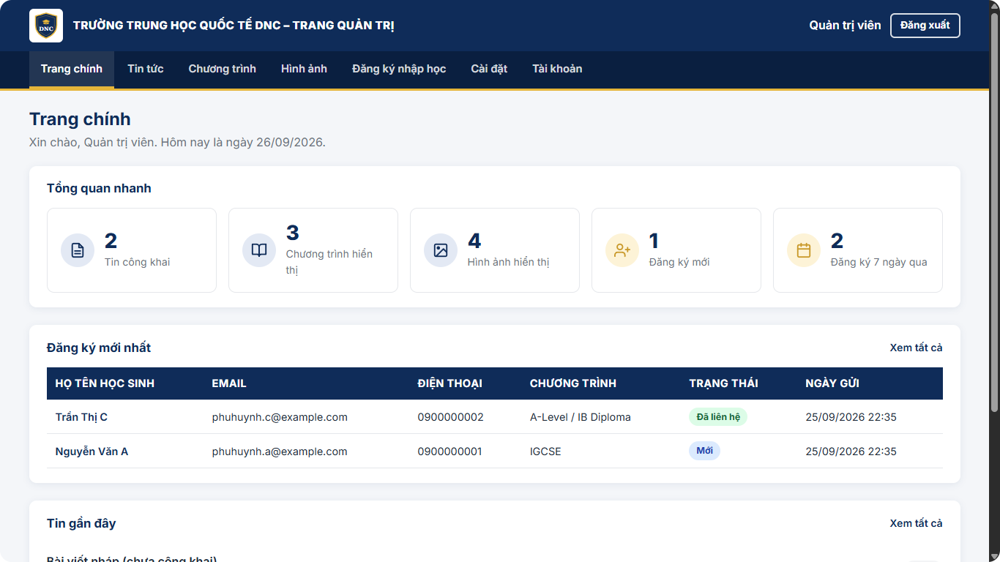 DNC
TRƯỜNG TRUNG HỌC QUỐC TẾ DNC – TRANG QUẢN TRỊ
Quản trị viên
Đăng xuất
Trang chính
Tin tức
Chương trình
Hình ảnh
Đăng ký nhập học
Cài đặt
Tài khoản
Trang chính
Xin chào, Quản trị viên. Hôm nay là ngày 26/09/2026.
Tổng quan nhanh
2
Tin công khai
3
Chương trình hiển
thị
4
Hình ảnh hiển thị
1
Đăng ký mới
2
Đăng ký 7 ngày qua
Đăng ký mới nhất
Xem tất cả
HỌ TÊN HỌC SINH EMAIL ĐIỆN THOẠI CHƯƠNG TRÌNH TRẠNG THÁI NGÀY GỬI
Trần Thị C phuhuynh.c@example.com 0900000002 A-Level / IB Diploma Đã liên hệ 25/09/2026 22:35
Nguyễn Văn A phuhuynh.a@example.com 0900000001 IGCSE Mới 25/09/2026 22:35
Tin gần đây
Xem tất cả
Bài viết nháp (chưa công khai)